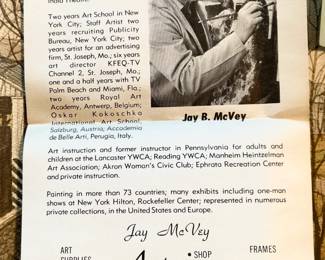 India Theatre.
Two years Art School in New
York City; Staff Artist two
years recruiting Publicity
Bureau, New York City; two
years artist for an advertising
firm, St. Joseph, Mo.; six years
art director KFEQ-TV
Channel 2, St. Joseph, Mo.;
one and a half years with TV
Palm Beach and Miami, Fla.;
two years Royal Art
Academy, Antwerp, Belgium;
Oskar Kokoschka
International Art School,
Salzburg, Austria, Accademia
de Belle Arti, Perugia, Italy.
Jay B. McVey
Art instruction and former instructor in Pennsylvania for adults and
children at the Lancaster YWCA; Reading YWCA; Manheim Heintzelman
Art Association; Akron Woman's Civic Club; Ephrata Recreation Center
and private instruction.
Painting in more than 73 countries; many exhibits including one-man
shows at New York Hilton, Rockefeller Center; represented in numerous
private collections, in the United States and Europe.
Jay McVey
ART
SUPPLIES
• SHOP
FRAMES